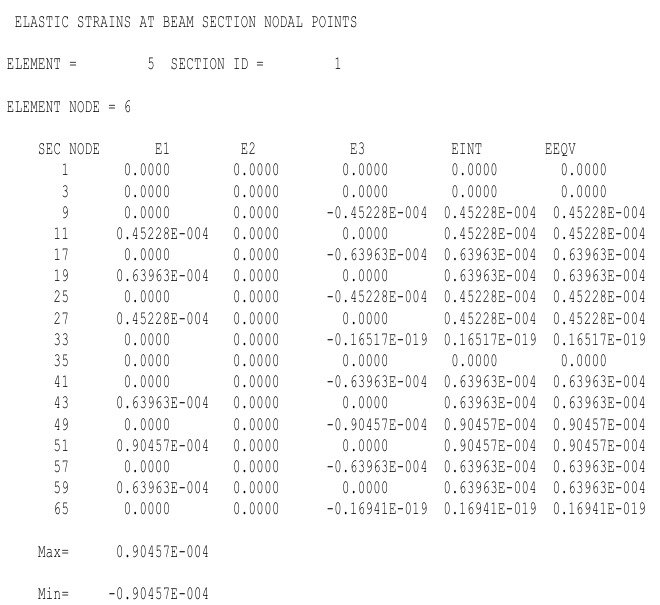 ELASTIC STRAINS AT BEAM SECTION NODAL POINTS
ELEMENT = 5 SECTION ID = 1
ELEMENT NODE = 6
SEC NODE E1 E2 E3 EINT EEQV
1 0.0000 0.0000 0.0000 0.0000 0.0000
3 0.0000 0.0000 0.0000 0.0000 0.0000
9 0.0000 0.0000 -0.45228E-004 0.45228E-004 0.45228E-004
11 0.45228E-004 0.0000 0.0000 0.45228E-004 0.45228E-004
17 0.0000 0.0000 -0.63963E-004 0.63963E-004 0.63963E-004
19 0.63963E-004 0.0000 0.0000 0.63963E-004 0.63963E-004
25 0.0000 0.0000 -0.45228E-004 0.45228E-004 0.45228E-004
27 0.45228E-004 0.0000 0.0000 0.45228E-004 0.45228E-004
33 0.0000 0.0000 -0.16517E-019 0.16517E-019 0.16517E-019
35 0.0000 0.0000 0.0000 0.0000 0.0000
41 0.0000 0.0000 -0.63963E-004 0.63963E-004 0.63963E-004
43 0.63963E-004 0.0000 0.0000 0.63963E-004 0.63963E-004
49 0.0000 0.0000 -0.90457E-004 0.90457E-004 0.90457E-004
51 0.90457E-004 0.0000 0.0000 0.90457E-004 0.90457E-004
57 0.0000 0.0000 -0.63963E-004 0.63963E-004 0.63963E-004
59 0.63963E-004 0.0000 0.0000 0.63963E-004 0.63963E-004
65 0.0000 0.0000 -0.16941E-019 0.16941E-019 0.16941E-019
Max= 0.90457E-004
Min= -0.90457E-004